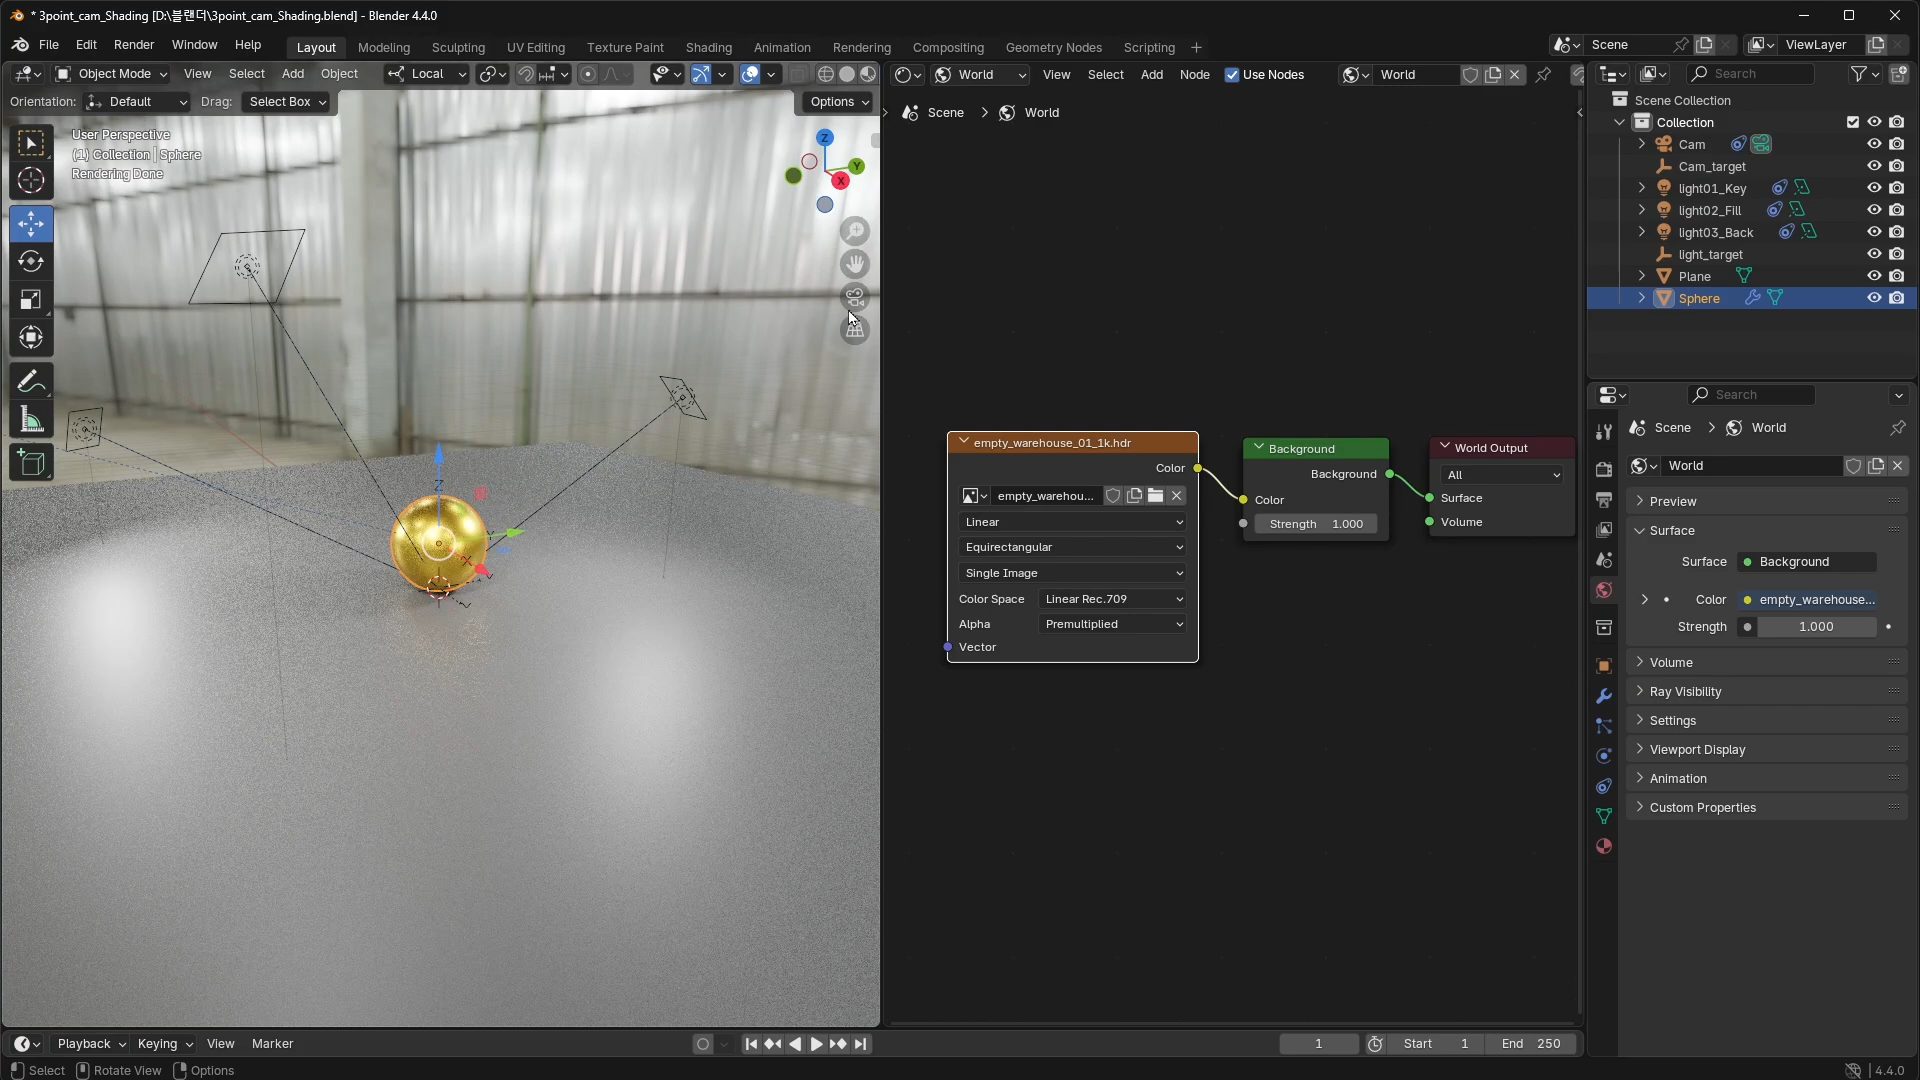 * 3point_cam_Shading [D:\블랜더\3point_cam_Shading.blend] - Blender 4.4.0
File Edit Render Window Help
Layout Modeling Sculpting UV Editing Texture Paint Shading Animation Rendering Compositing Geometry Nodes Scripting +
Scene
ViewLayer
Object Mode View Select Add Object Local
Orientation: Default Drag: Select Box
Options
User Perspective
(1) Collection | Sphere
Rendering Done
Z
Y
X
Z
World View Select Add Node Use Nodes World
Scene > World
empty_warehouse_01_1k.hdr
Color
empty_warehou...
Linear
Equirectangular
Single Image
Color Space Linear Rec.709
Alpha Premultiplied
Vector
Background
Background
Color
Strength 1.000
World Output
All
Surface
Volume
Search
Scene Collection
Collection
Cam
Cam_target
light01_Key
light02_Fill
light03_Back
light_target
Plane
Sphere
Search
Scene > World
World
Preview
Surface
Surface Background
Color empty_warehouse...
Strength 1.000
Volume
Ray Visibility
Settings
Viewport Display
Animation
Custom Properties
Playback Keying View Marker
1
Start 1
End 250
Select Rotate View Options
4.4.0